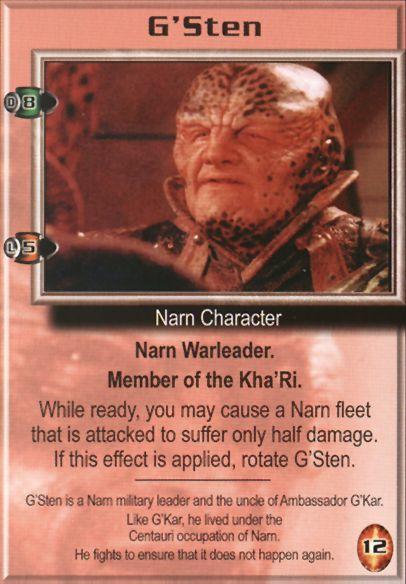 G'Sten
D 8
L 5
Narn Character
Narn Warleader.
Member of the Kha'Ri.
While ready, you may cause a Narn fleet
that is attacked to suffer only half damage.
If this effect is applied, rotate G'Sten.
G'Sten is a Narn military leader and the uncle of Ambassador G'Kar.
Like G'Kar, he lived under the
Centauri occupation of Narn.
He fights to ensure that it does not happen again.
12